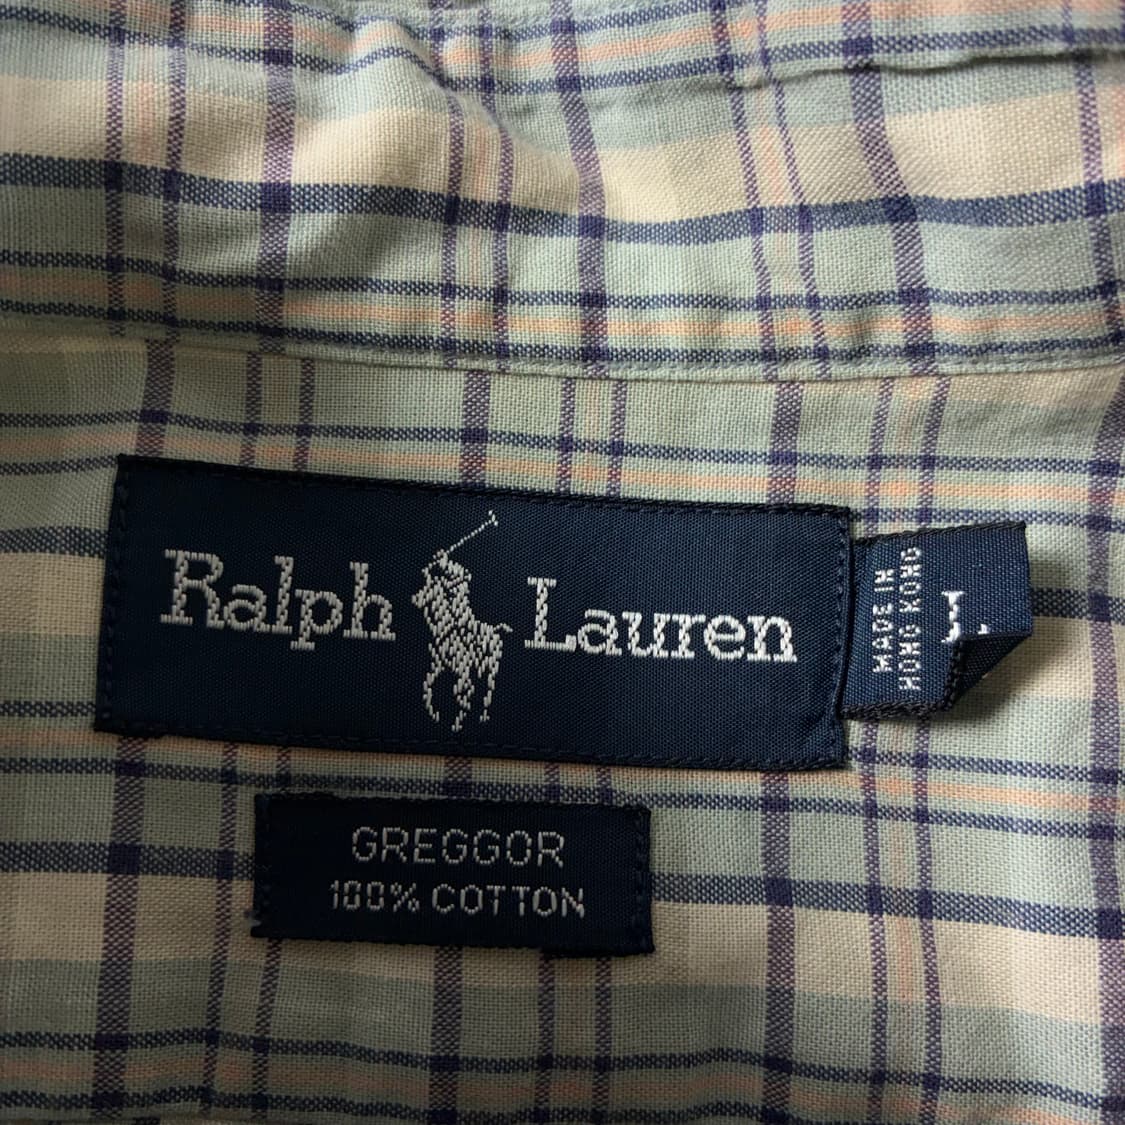 Ralph Lauren
MADE IN
HONG KONG
L
GREGGOR
100% COTTON